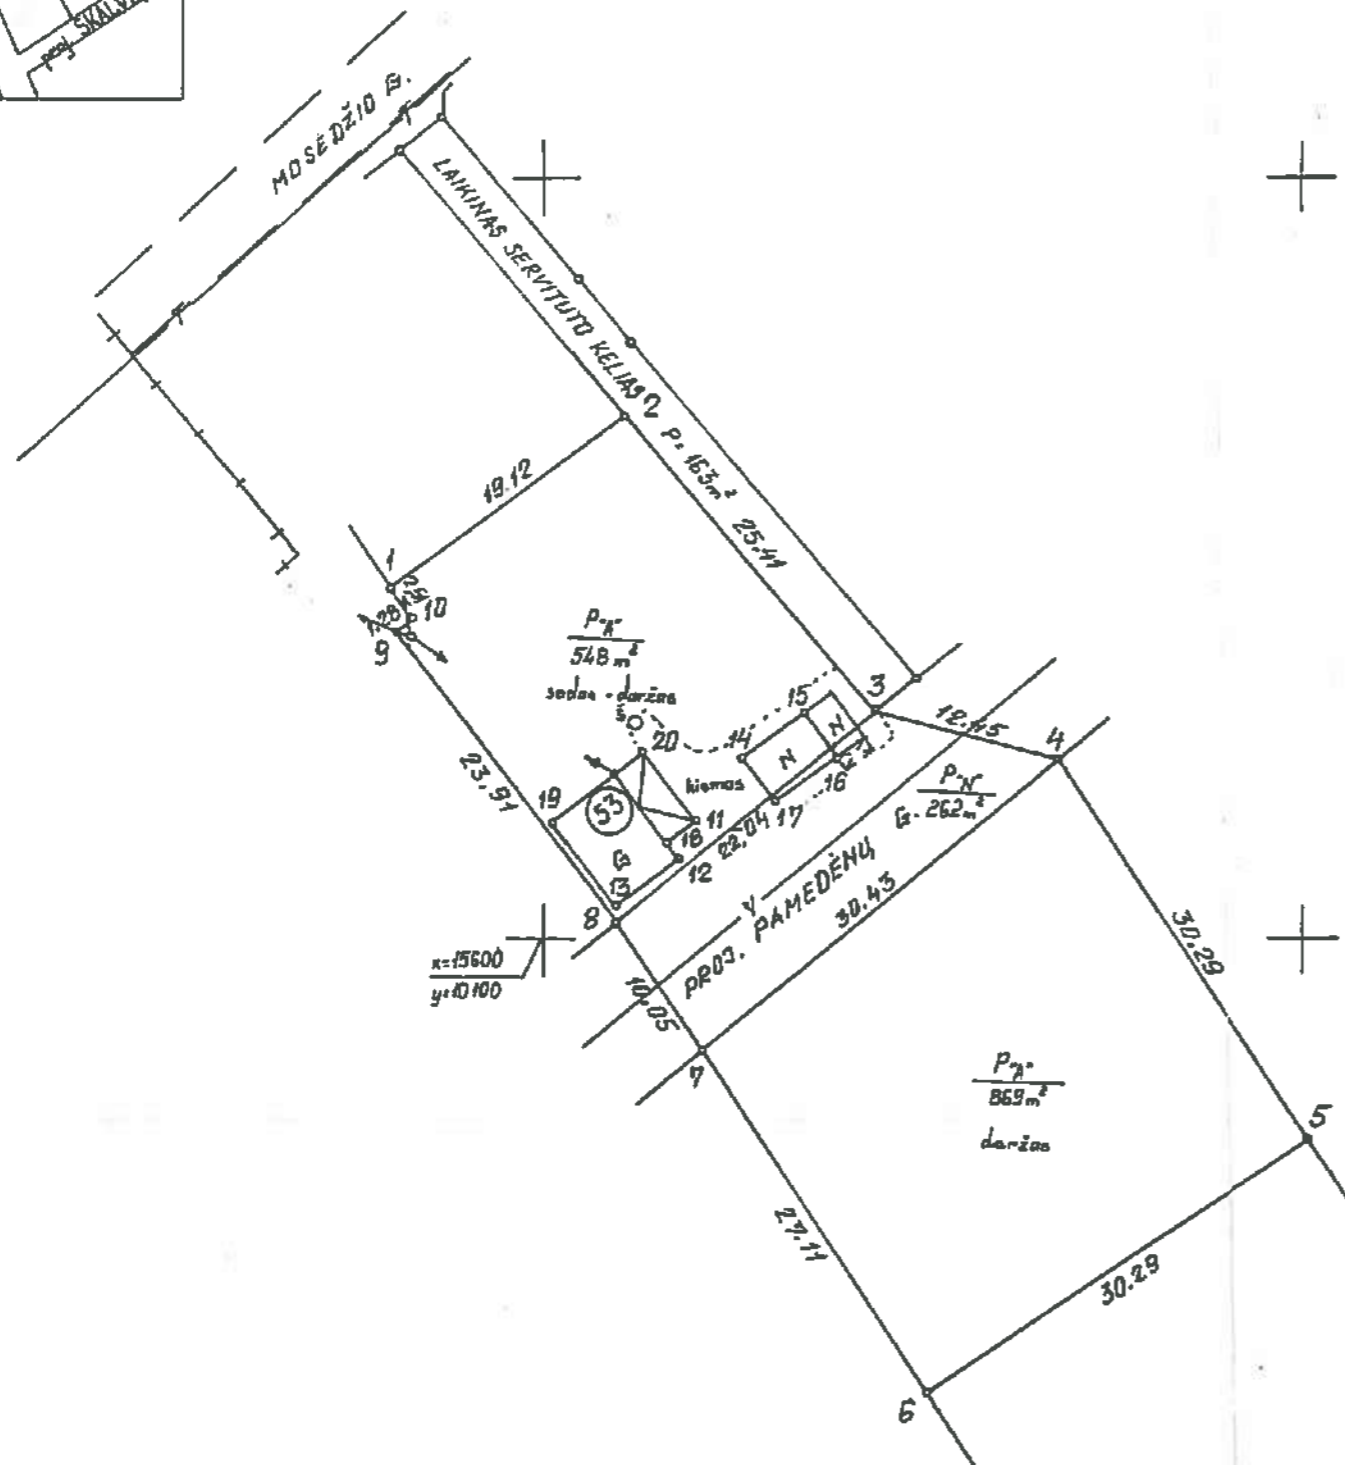 proj. SKALV
MOSĖDŽIO G.
LAIKINAS SERVITUTO KELIAS
P=163m²
2
19.12
25.41
1
10
1.28
9
P"A"
548 m²
sodas-daržas
Š
15
3
12.45
4
20
14
N
N
kiemas
16
17
P"N"
G-262m²
23.91
19
53
11
18
G
12
22.04
13
8
V
PROJ. PAMEDĖNŲ
30.43
30.29
x=15600
y=10100
10.05
7
P"A"
869m²
daržas
5
27.11
30.29
6